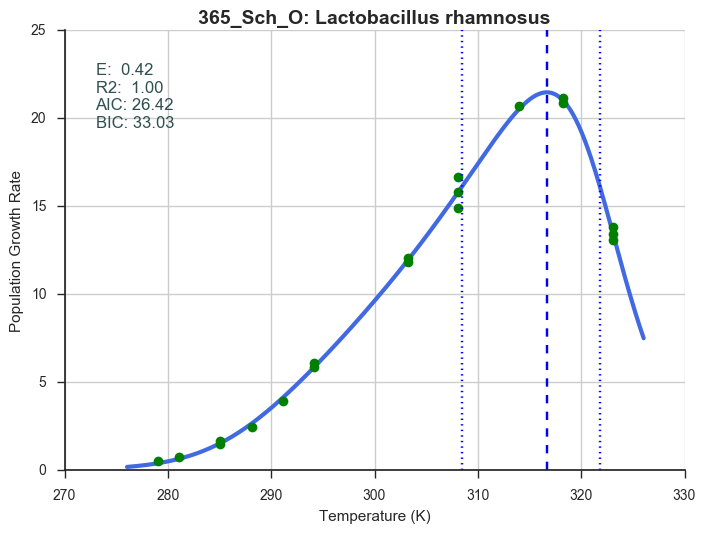 365_Sch_O: Lactobacillus rhamnosus
E:  0.42
R2:  1.00
AIC: 26.42
BIC: 33.03
Population Growth Rate
25
20
15
10
5
0
270 280 290 300 310 320 330
Temperature (K)